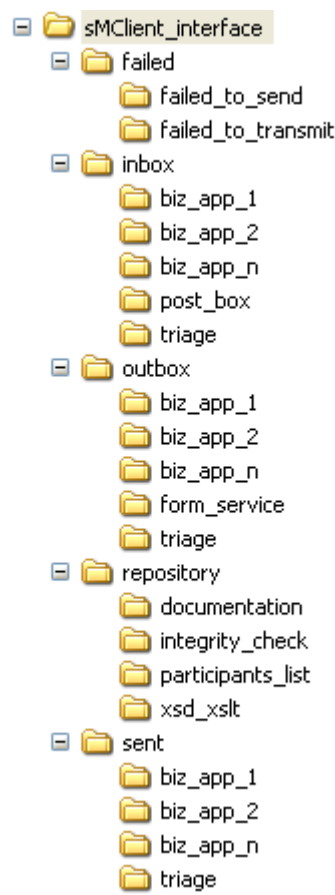 sMClient_interface
failed
failed_to_send
failed_to_transmit
inbox
biz_app_1
biz_app_2
biz_app_n
post_box
triage
outbox
biz_app_1
biz_app_2
biz_app_n
form_service
triage
repository
documentation
integrity_check
participants_list
xsd_xslt
sent
biz_app_1
biz_app_2
biz_app_n
triage